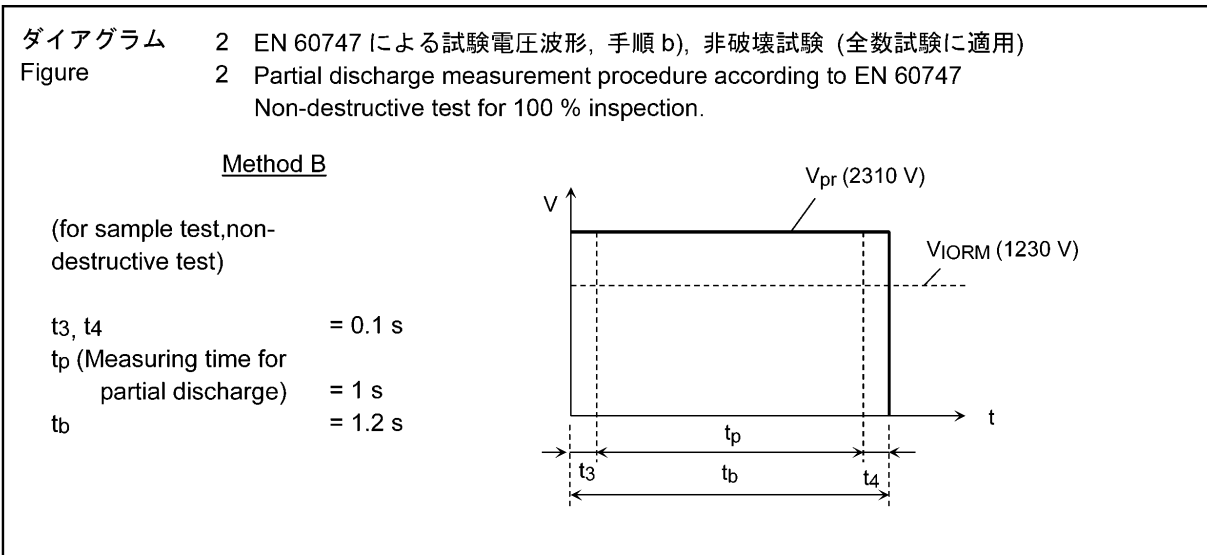 ダイアグラム 2 EN 60747 による試験電圧波形, 手順 b), 非破壊試験 (全数試験に適用)
Figure 2 Partial discharge measurement procedure according to EN 60747
Non-destructive test for 100 % inspection.
Method B
(for sample test,non-
destructive test)
t3, t4 = 0.1 s
tp (Measuring time for
partial discharge) = 1 s
tb = 1.2 s
Vpr (2310 V)
V
VIORM (1230 V)
t
tp
t3 tb t4